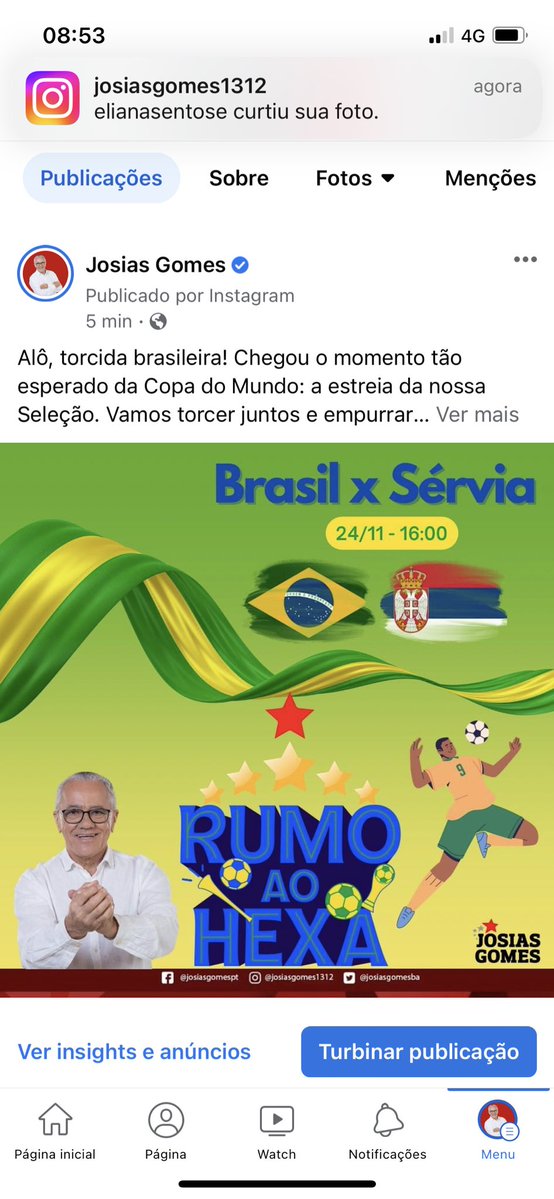 08:53
4G
josiasgomes1312
agora
elianasentose curtiu sua foto.
Publicações Sobre Fotos Menções
Josias Gomes
Publicado por Instagram
5 min ·
Alô, torcida brasileira! Chegou o momento tão
esperado da Copa do Mundo: a estreia da nossa
Seleção. Vamos torcer juntos e empurrar... Ver mais
Brasil x Sérvia
24/11 - 16:00
9
RUMO
AO
HEXA
JOSIAS
GOMES
@josiasgomespt @josiasgomes1312 @josiasgomesba
Ver insights e anúncios Turbinar publicação
Página inicial Página Watch Notificações Menu